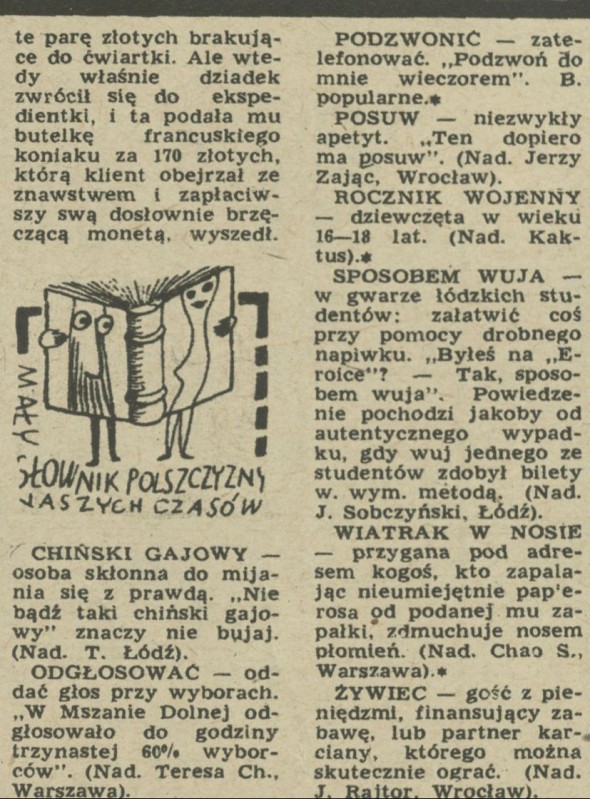 te parę złotych brakują-
ce do ćwiartki. Ale wte-
dy właśnie dziadek
zwrócił się do ekspe-
dientki, i ta podała mu
butelkę francuskiego
koniaku za 170 złotych,
którą klient obejrzał ze
znawstwem i zapłaciw-
szy swą dosłownie brzę-
czącą monetą, wyszedł.
MAŁY
SŁOWNIK POLSZCZYZNY
NASZYCH CZASÓW
CHIŃSKI GAJOWY —
osoba skłonna do mija-
nia się z prawdą. „Nie
bądź taki chiński gajo-
wy" znaczy nie bujaj.
(Nad. T. Łódź).
ODGŁOSOWAĆ — od-
dać głos przy wyborach.
„W Mszanie Dolnej od-
głosowało do godziny
trzynastej 60% wybor-
ców". (Nad. Teresa Ch.,
Warszawa).
PODZWONIĆ — zate-
lefonować. „Podzwoń do
mnie wieczorem". B.
popularne.*
POSUW — niezwykły
apetyt. „Ten dopiero
ma posuw". (Nad. Jerzy
Zając, Wrocław).
ROCZNIK WOJENNY
— dziewczęta w wieku
16—18 lat. (Nad. Kak-
tus).*
SPOSOBEM WUJA —
w gwarze łódzkich stu-
dentów: załatwić coś
przy pomocy drobnego
napiwku. „Byłeś na „E-
roice"? — Tak, sposo-
bem wuja". Powiedze-
nie pochodzi jakoby od
autentycznego wypad-
ku, gdy wuj jednego ze
studentów zdobył bilety
w. wym. metodą. (Nad.
J. Sobczyński, Łódź).
WIATRAK W NOSIE
— przygana pod adre-
sem kogoś, kto zapala-
jąc nieumiejętnie pap'e-
rosa od podanej mu za-
pałki, zdmuchuje nosem
płomień. (Nad. Chao S.,
Warszawa).*
ŻYWIEC — gość z pie-
niędzmi, finansujący za-
bawę, lub partner kar-
ciany, którego można
skutecznie ograć. (Nad.
J. Rajtor, Wrocław).